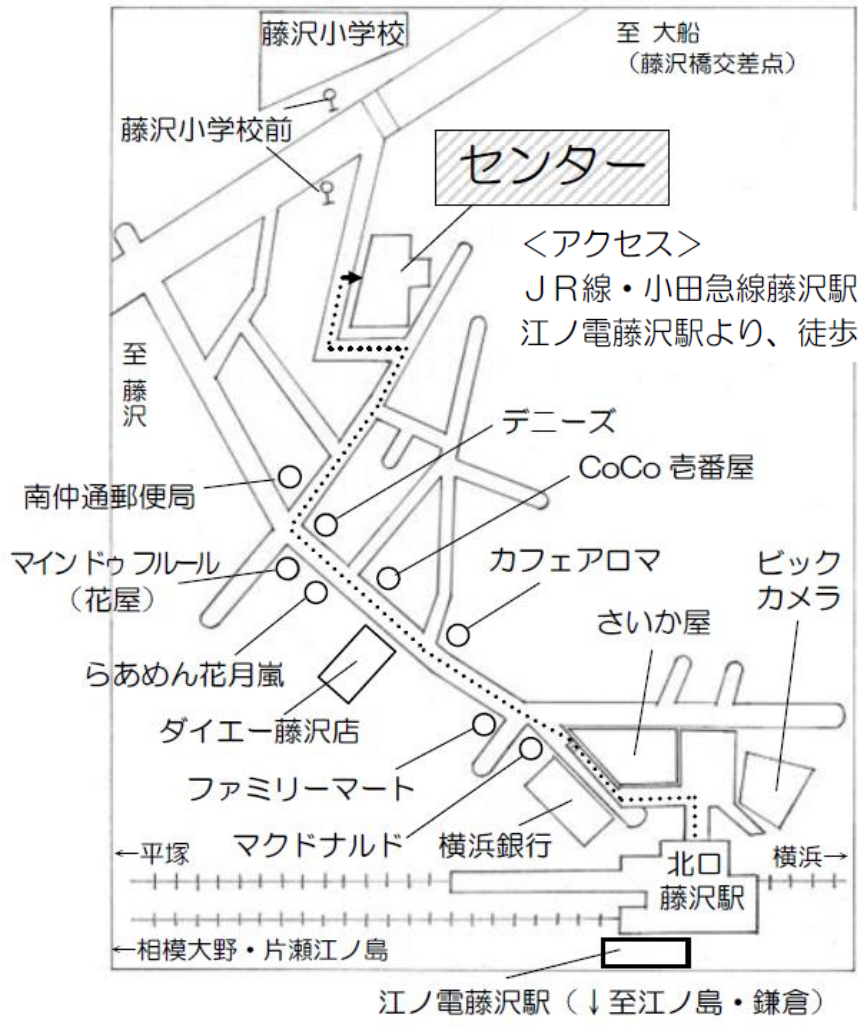 藤沢小学校
至 大船
（藤沢橋交差点）
藤沢小学校前
センター
＜アクセス＞
ＪＲ線・小田急線藤沢駅
江ノ電藤沢駅より、徒歩
至
藤
沢
デニーズ
CoCo 壱番屋
南仲通郵便局
マインドゥ フルール
（花屋）
カフェアロマ
ビック
カメラ
さいか屋
らあめん花月嵐
ダイエー藤沢店
ファミリーマート
マクドナルド
横浜銀行
←平塚
北口
藤沢駅
横浜→
←相模大野・片瀬江ノ島
江ノ電藤沢駅（↓至江ノ島・鎌倉）